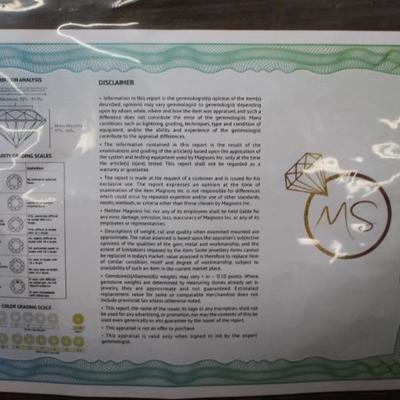 DISCLAIMER
• Information in this report is the gemmologist(s) opinion of the item(s)
described, opinions may vary gemmologist to gemmologist depending
upon by whom, when, where and how the item was appraised, and such a
difference does not constitute the error of the gemmologist. Many
conditions such as lightning, grading, techniques, type and condition of
equipment, and/or the ability and experience of the gemmologist
contribute to the appraisal differences.
• The information contained in this report is the result of the
examinations and grading of the article(s) based upon the application of
the system and testing equipment used by Magnons Inc. only at the time
the article(s) is(are) tested. This report shall not be regarded as a
warranty or guarantee.
• The report is made at the request of a customer and is issued for his
exclusive use. The report expresses an opinion at the time of
examination of the item. Magnons Inc. is not responsible for differences
which could occur by repeated expertize and/or use of other standards,
norms, methods, or criteria other than those chosen by Magnons Inc.
• Neither Magnons Inc. nor any of its employees shall be held liable for
any error, damage, omission, loss, inaccuracy of Magnons Inc. or any of its
employees or representatives.
• Descriptions of weight, cut and quality when examined mounted are
approximate. The value assessed is based upon the appraiser's subjective
opinions of the qualities of the gem, metal and workmanship, and the
extent of limitations imposed by the item. Some jewellery items cannot
be replaced in today's market, value assessed is therefore to replace item
of similar condition, motif and degree of workmanship, subject to
availability of such an item in the current market place.
• Gemstone(s)/diamond(s) weights may vary + or - 0.10 points. Where
gemstone weights are determined by measuring stones already set in
jewelry, they are approximate and not guaranteed. Estimated
replacement value for same or comparable merchandise does not
include provincial tax unless otherwise noted.
• This report, the name of the issuer, its logo or any inscription, shall not
be used for any advertising, or promotion, nor may the contents of this be
used even generically as any guarantee by the issuer of the report.
• This appraisal is not an offer to purchase.
• This appraisal is valid only when signed in ink by the expert
gemmologist.
ANALYSIS
GRADING SCALES
COLOR GRADING SCALE
MS